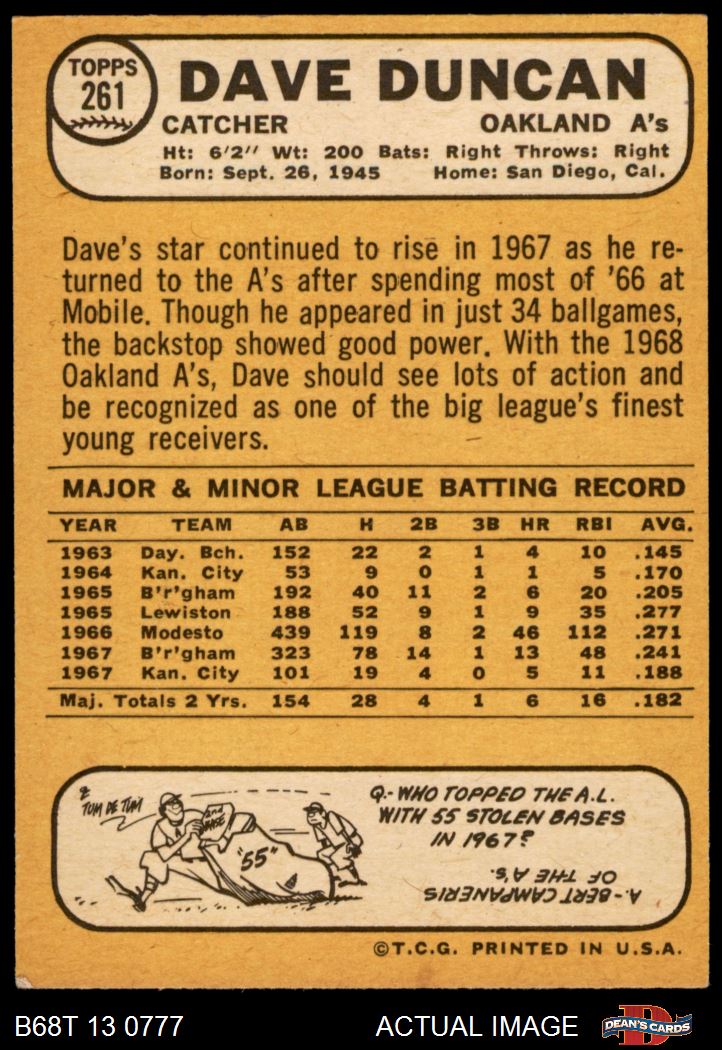 TOPPS
261
DAVE DUNCAN
CATCHER OAKLAND A's
Ht: 6'2" Wt: 200 Bats: Right Throws: Right
Born: Sept. 26, 1945 Home: San Diego, Cal.
Dave's star continued to rise in 1967 as he re-
turned to the A's after spending most of '66 at
Mobile. Though he appeared in just 34 ballgames,
the backstop showed good power. With the 1968
Oakland A's, Dave should see lots of action and
be recognized as one of the big league's finest
young receivers.
MAJOR & MINOR LEAGUE BATTING RECORD
YEAR TEAM AB H 2B 3B HR RBI AVG.
1963 Day. Bch. 152 22 2 1 4 10 .145
1964 Kan. City 53 9 0 1 1 5 .170
1965 B'r'gham 192 40 11 2 6 20 .205
1965 Lewiston 188 52 9 1 9 35 .277
1966 Modesto 439 119 8 2 46 112 .271
1967 B'r'gham 323 78 14 1 13 48 .241
1967 Kan. City 101 19 4 0 5 11 .188
Maj. Totals 2 Yrs. 154 28 4 1 6 16 .182
TUM DE TUM
2nd
BASE
"55"
Q.-WHO TOPPED THE A.L.
WITH 55 STOLEN BASES
IN 1967?
A.-BERT CAMPANERIS
OF THE A's.
©T.C.G. PRINTED IN U.S.A.
B68T 13 0777 ACTUAL IMAGE
D
DEAN'S CARDS